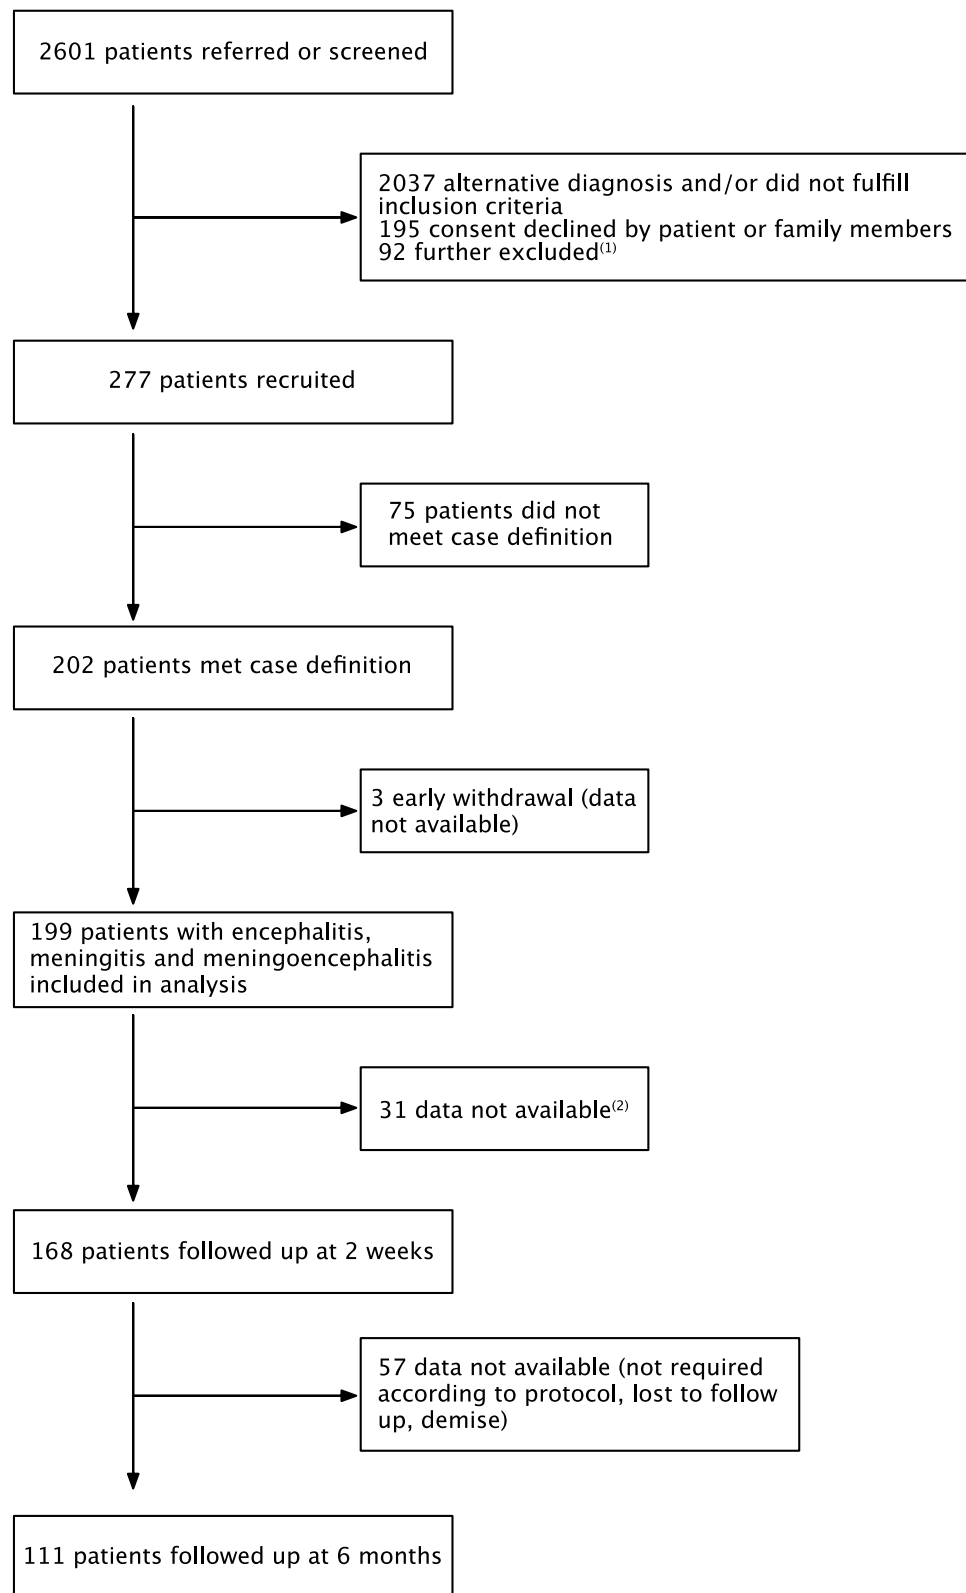 2601 patients referred or screened
2037 alternative diagnosis and/or did not fulfill
inclusion criteria
195 consent declined by patient or family members
92 further excluded(1)
277 patients recruited
75 patients did not
meet case definition
202 patients met case definition
3 early withdrawal (data
not available)
199 patients with encephalitis,
meningitis and meningoencephalitis
included in analysis
31 data not available(2)
168 patients followed up at 2 weeks
57 data not available (not required
according to protocol, lost to follow
up, demise)
111 patients followed up at 6 months